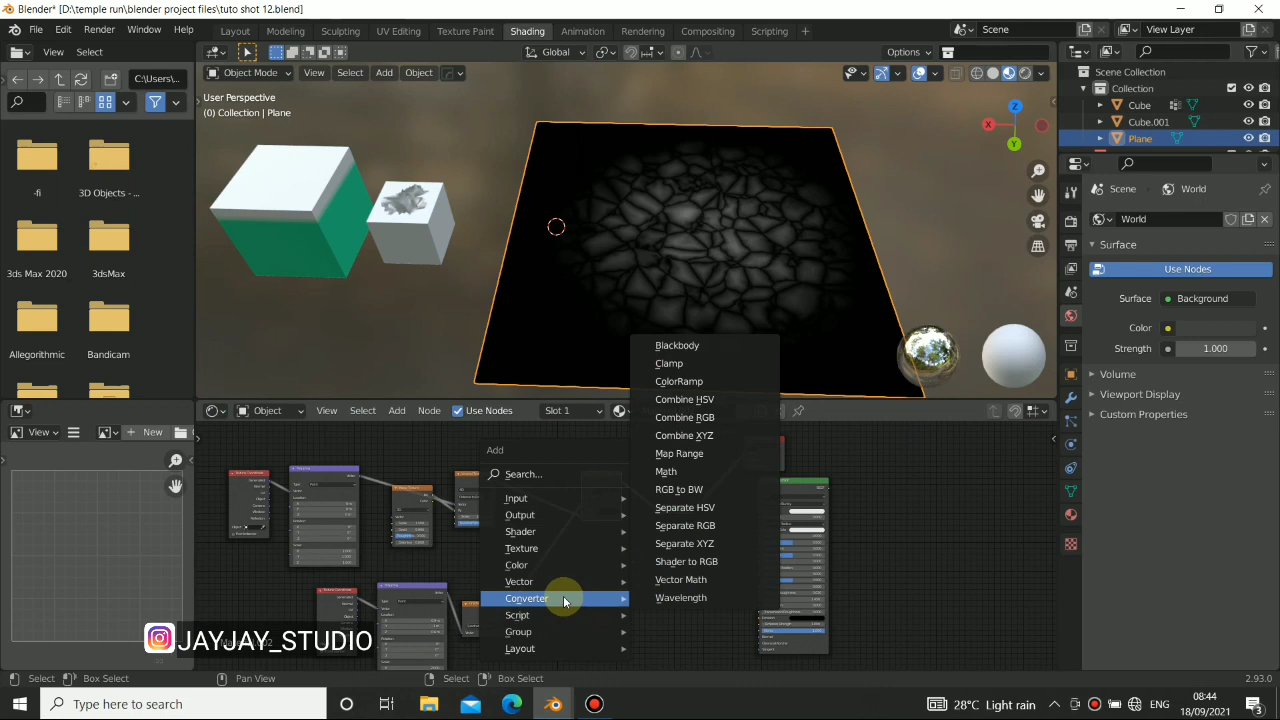 Blender* [D:\temple run\blender project files\tuto shot 12.blend]
File Edit Render Window Help Layout Modeling Sculpting UV Editing Texture Paint Shading Animation Rendering Compositing Scripting + Scene View Layer
View Select Global Options
Object Mode View Select Add Object
C:\Users\...
User Perspective
(0) Collection | Plane
X Y Z
Scene Collection
Collection
Cube
Cube.001
Plane
Scene World
World
Surface
Use Nodes
Surface Background
Color
Strength 1.000
Volume
Viewport Display
Custom Properties
-fi 3D Objects - ...
3ds Max 2020 3dsMax
Allegorithmic Bandicam
View New
Object View Select Add Node Use Nodes Slot 1
Add
Search...
Input
Output
Shader
Texture
Color
Vector
Converter
Script
Group
Layout
Blackbody
Clamp
ColorRamp
Combine HSV
Combine RGB
Combine XYZ
Map Range
Math
RGB to BW
Separate HSV
Separate RGB
Separate XYZ
Shader to RGB
Vector Math
Wavelength
JAYJAY_STUDIO
Select Box Select Pan View Select Box Select 2.93.0
Type here to search
28°C Light rain ENG 08:44
18/09/2021